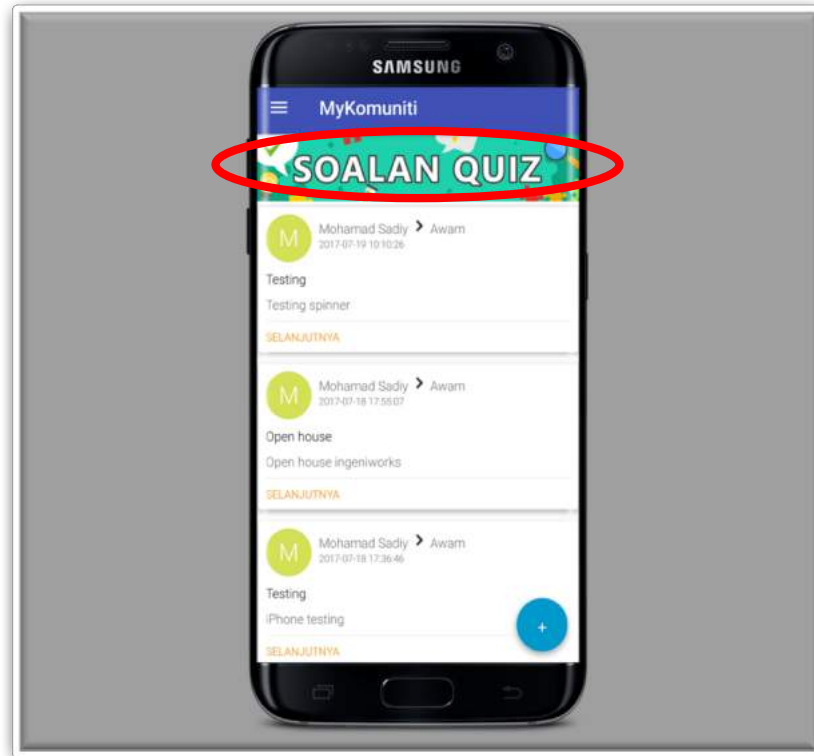 SAMSUNG
MyKomuniti
SOALAN QUIZ
M
Mohamad Sadiy > Awam
2017-07-19 10:10:26
Testing
Testing spinner
SELANJUTNYA
M
Mohamad Sadiy > Awam
2017-07-18 17:55:07
Open house
Open house ingeniworks
SELANJUTNYA
M
Mohamad Sadiy > Awam
2017-07-18 17:36:46
Testing
iPhone testing
+
SELANJUTNYA